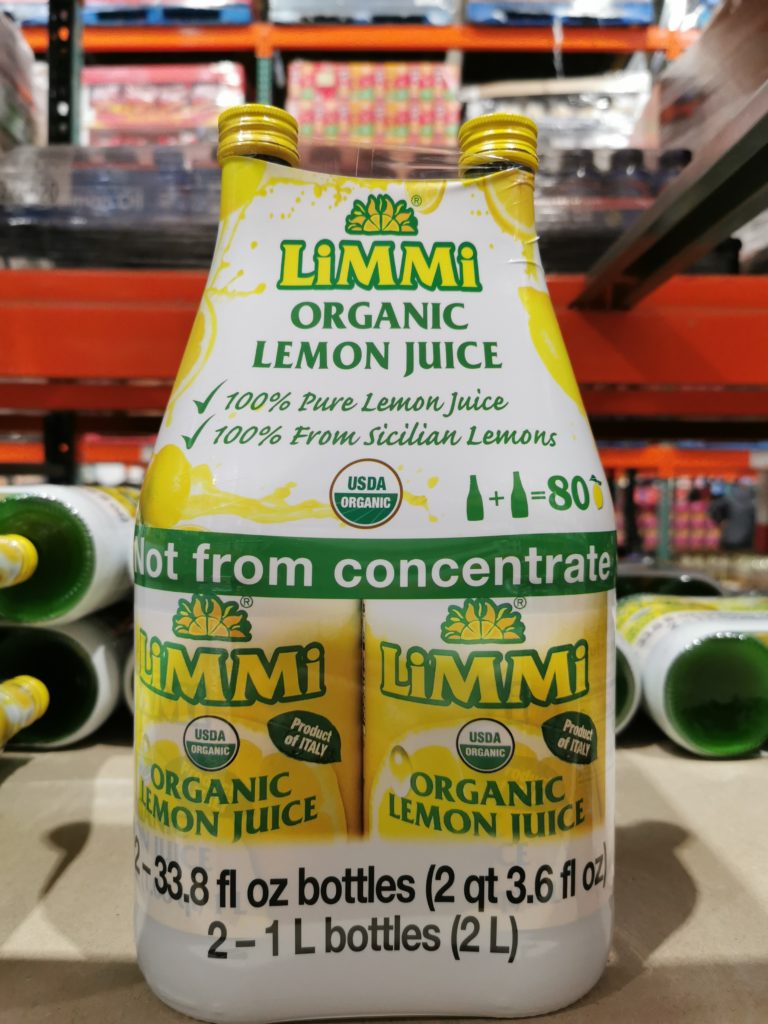 ®
LiMMi
ORGANIC
LEMON JUICE
✓ 100% Pure Lemon Juice
✓ 100% From Sicilian Lemons
USDA
ORGANIC
+ = 80
Not from concentrate
®
LiMMi
USDA
ORGANIC
Product
of ITALY
ORGANIC
LEMON JUICE
®
LiMMi
USDA
ORGANIC
Product
of ITALY
ORGANIC
LEMON JUICE
2 – 33.8 fl oz bottles (2 qt 3.6 fl oz)
2 – 1 L bottles (2 L)